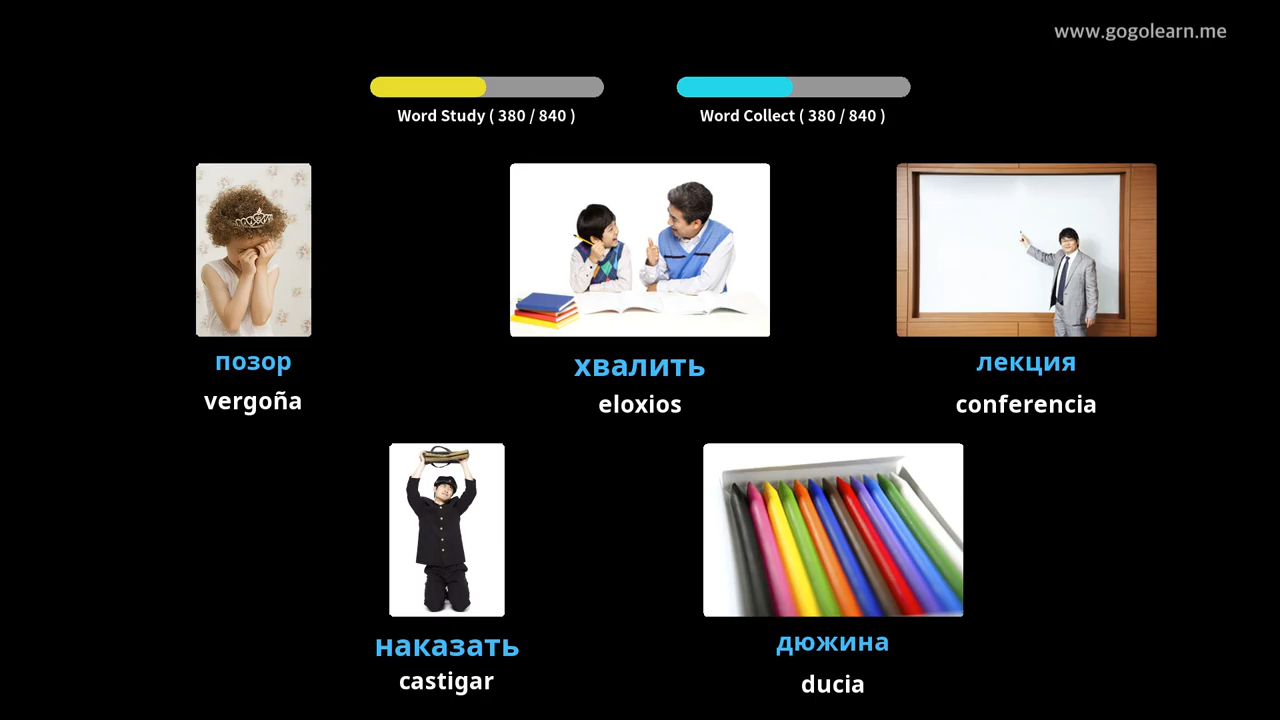 www.gogolearn.me
Word Study ( 380 / 840 )
Word Collect ( 380 / 840 )
позор
vergoña
хвалить
eloxios
лекция
conferencia
наказать
castigar
дюжина
ducia